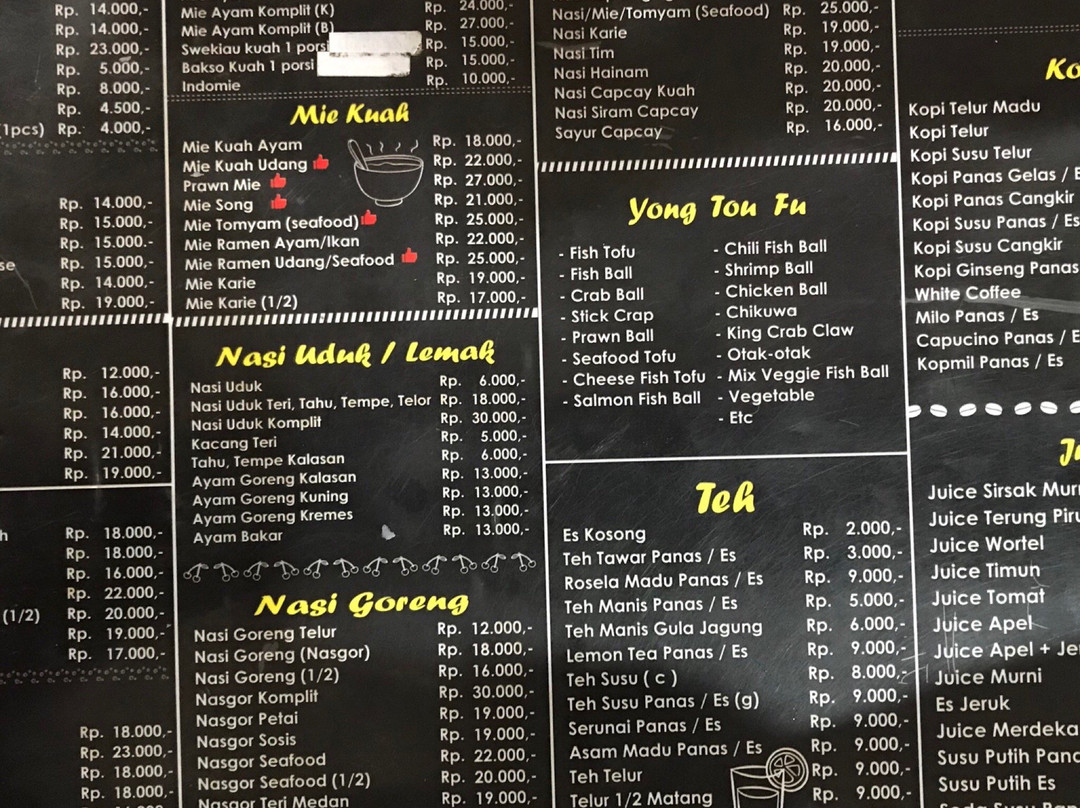 Rp. 14.000,-
Rp. 14.000,-
Rp. 23.000,-
Rp. 5.000,-
Rp. 8.000,-
Rp. 4.500,-
(1pcs) Rp. 4.000,-
Rp. 14.000,-
Rp. 15.000,-
Rp. 15.000,-
Rp. 15.000,-
Rp. 14.000,-
Rp. 19.000,-
Rp. 12.000,-
Rp. 16.000,-
Rp. 16.000,-
Rp. 14.000,-
Rp. 21.000,-
Rp. 19.000,-
Rp. 18.000,-
Rp. 18.000,-
Rp. 16.000,-
Rp. 22.000,-
(1/2) Rp. 20.000,-
Rp. 19.000,-
Rp. 17.000,-
Rp. 18.000,-
Rp. 23.000,-
Rp. 18.000,-
Rp. 18.000,-
Mie Ayam Komplit (K) Rp. 24.000,-
Mie Ayam Komplit (B) Rp. 27.000,-
Swekiau kuah 1 porsi Rp. 15.000,-
Bakso Kuah 1 porsi Rp. 15.000,-
Indomie Rp. 10.000,-
Mie Kuah
Mie Kuah Ayam Rp. 18.000,-
Mie Kuah Udang Rp. 22.000,-
Prawn Mie Rp. 27.000,-
Mie Song Rp. 21.000,-
Mie Tomyam (seafood) Rp. 25.000,-
Mie Ramen Ayam/Ikan Rp. 22.000,-
Mie Ramen Udang/Seafood Rp. 25.000,-
Mie Karie Rp. 19.000,-
Mie Karie (1/2) Rp. 17.000,-
Nasi Uduk / Lemak
Nasi Uduk Rp. 6.000,-
Nasi Uduk Teri, Tahu, Tempe, Telor Rp. 18.000,-
Nasi Uduk Komplit Rp. 30.000,-
Kacang Teri Rp. 5.000,-
Tahu, Tempe Kalasan Rp. 6.000,-
Ayam Goreng Kalasan Rp. 13.000,-
Ayam Goreng Kuning Rp. 13.000,-
Ayam Goreng Kremes Rp. 13.000,-
Ayam Bakar Rp. 13.000,-
Nasi Goreng
Nasi Goreng Telur Rp. 12.000,-
Nasi Goreng (Nasgor) Rp. 18.000,-
Nasi Goreng (1/2) Rp. 16.000,-
Nasgor Komplit Rp. 30.000,-
Nasgor Petai Rp. 19.000,-
Nasgor Sosis Rp. 19.000,-
Nasgor Seafood Rp. 22.000,-
Nasgor Seafood (1/2) Rp. 20.000,-
Nasgor Teri Medan Rp. 19.000,-
Nasi/Mie/Tomyam (Seafood) Rp. 25.000,-
Nasi Karie Rp. 19.000,-
Nasi Tim Rp. 19.000,-
Nasi Hainam Rp. 20.000,-
Nasi Capcay Kuah Rp. 20.000,-
Nasi Siram Capcay Rp. 20.000,-
Sayur Capcay Rp. 16.000,-
Yong Tou Fu
- Fish Tofu - Chili Fish Ball
- Fish Ball - Shrimp Ball
- Crab Ball - Chicken Ball
- Stick Crap - Chikuwa
- Prawn Ball - King Crab Claw
- Seafood Tofu - Otak-otak
- Cheese Fish Tofu - Mix Veggie Fish Ball
- Salmon Fish Ball - Vegetable
- Etc
Teh
Es Kosong Rp. 2.000,-
Teh Tawar Panas / Es Rp. 3.000,-
Rosela Madu Panas / Es Rp. 9.000,-
Teh Manis Panas / Es Rp. 5.000,-
Teh Manis Gula Jagung Rp. 6.000,-
Lemon Tea Panas / Es Rp. 9.000,-
Teh Susu ( c ) Rp. 8.000,-
Teh Susu Panas / Es (g) Rp. 9.000,-
Serunai Panas / Es Rp. 9.000,-
Asam Madu Panas / Es Rp. 9.000,-
Teh Telur Rp. 9.000,-
Telur 1/2 Matang Rp. 9.000,-
Kopi Telur Madu
Kopi Telur
Kopi Susu Telur
Kopi Panas Gelas /
Kopi Panas Cangkir
Kopi Susu Panas / Es
Kopi Susu Cangkir
Kopi Ginseng Panas
White Coffee
Milo Panas / Es
Capucino Panas /
Kopmil Panas / Es
Juice Sirsak
Juice Terung
Juice Wortel
Juice Timun
Juice Tomat
Juice Apel
Juice Apel +
Juice Murni
Es Jeruk
Juice Merdeka
Susu Putih
Susu Putih Es